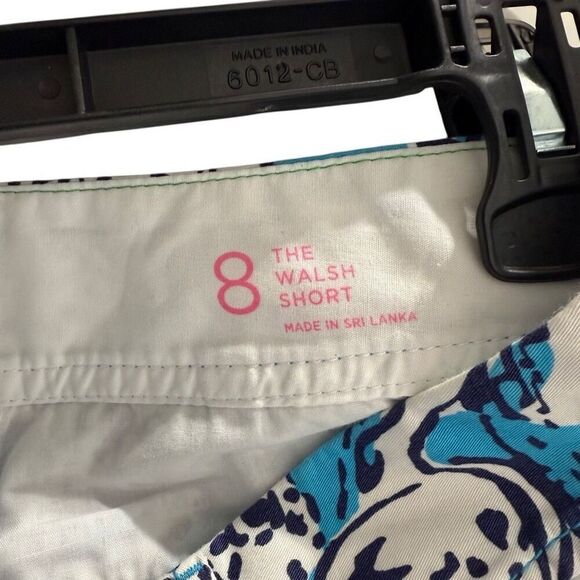 MADE IN INDIA
6012-CB
8
THE
WALSH
SHORT
MADE IN SRI LANKA